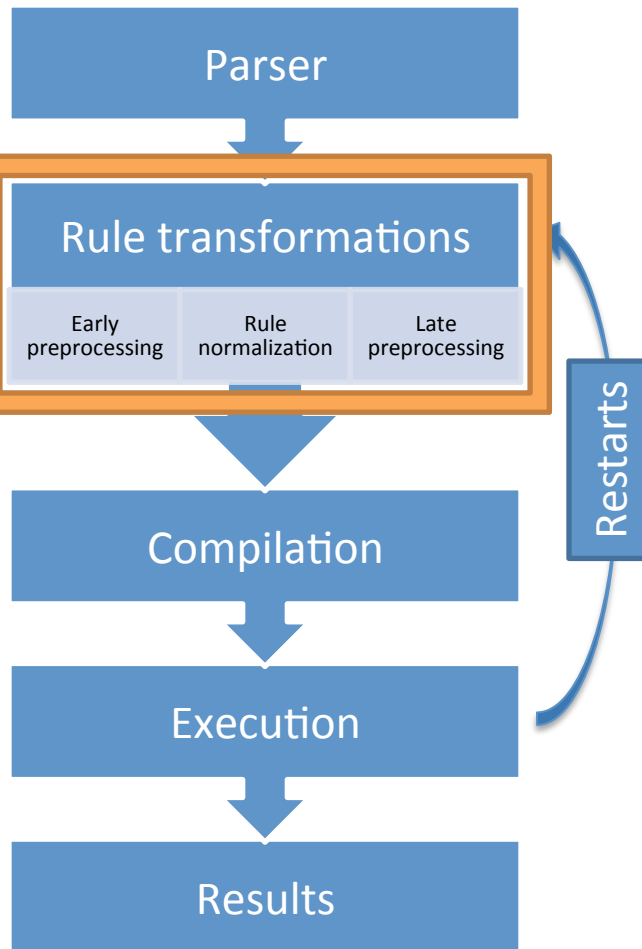 Parser
Rule transformations
Early
preprocessing
Rule
normalization
Late
preprocessing
Restarts
Compilation
Execution
Results